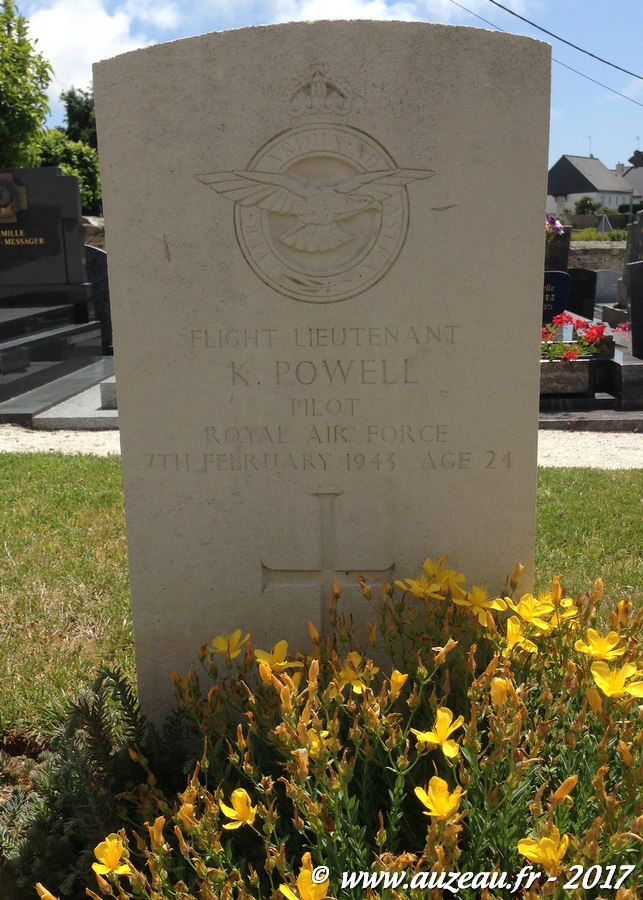 FLIGHT LIEUTENANT
K. POWELL
PILOT
ROYAL AIR FORCE
7TH FEBRUARY 1943 AGE 24
MILLE
MESSAGER
www.auzeau.fr - 2017